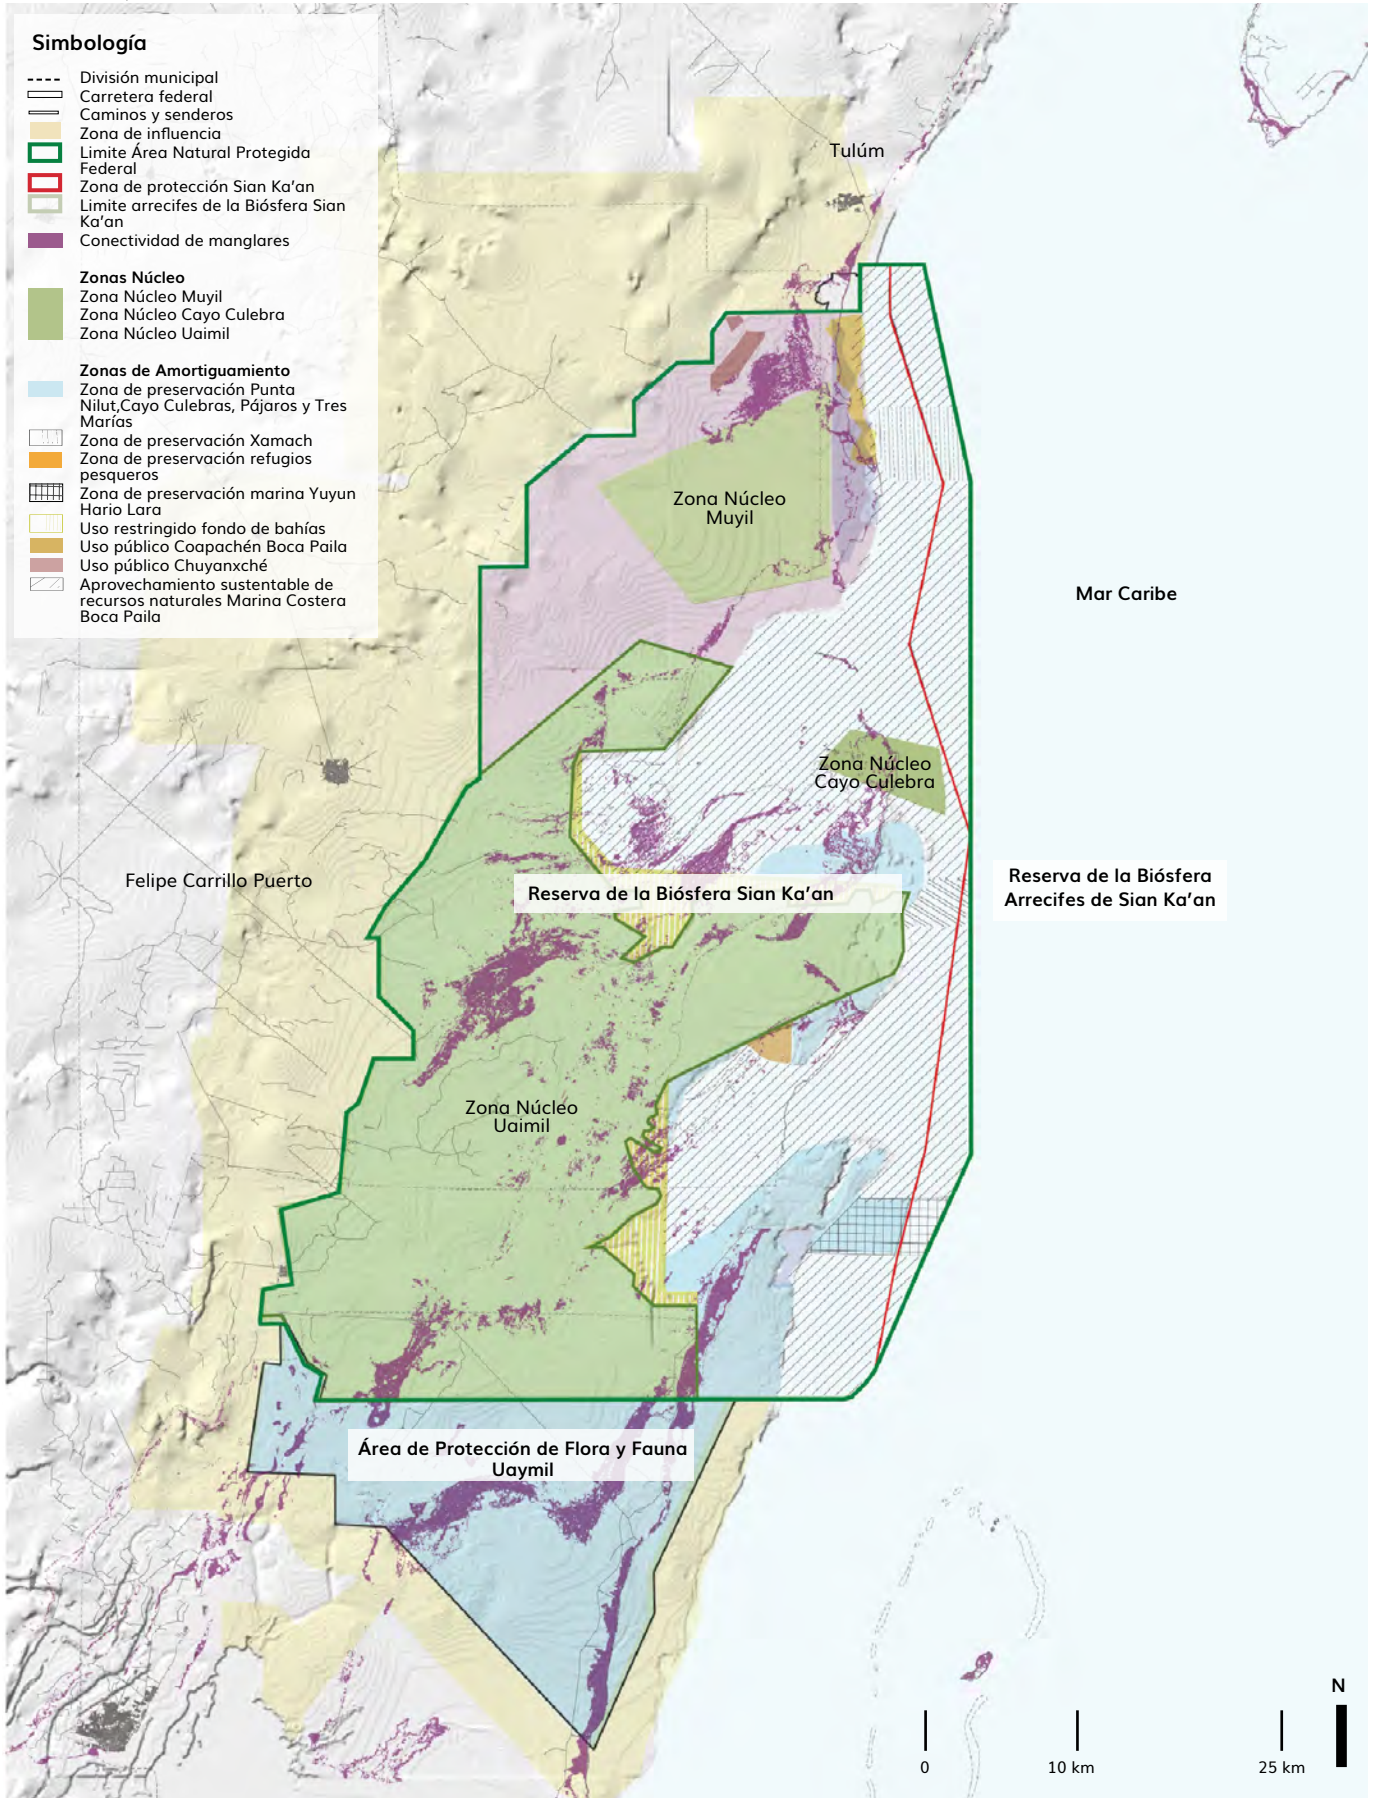 Simbología
División municipal
Carretera federal
Caminos y senderos
Zona de influencia
Limite Área Natural Protegida
Federal
Zona de protección Sian Ka'an
Limite arrecifes de la Biósfera Sian
Ka'an
Conectividad de manglares
Zonas Núcleo
Zona Núcleo Muyil
Zona Núcleo Cayo Culebra
Zona Núcleo Uaimil
Zonas de Amortiguamiento
Zona de preservación Punta
Nilut,Cayo Culebras, Pájaros y Tres
Marías
Zona de preservación Xamach
Zona de preservación refugios
pesqueros
Zona de preservación marina Yuyun
Hario Lara
Uso restringido fondo de bahías
Uso público Coapachén Boca Paila
Uso público Chuyanxché
Aprovechamiento sustentable de
recursos naturales Marina Costera
Boca Paila
Tulúm
Zona Núcleo
Muyil
Mar Caribe
Zona Núcleo
Cayo Culebra
Felipe Carrillo Puerto
Reserva de la Biósfera Sian Ka'an
Reserva de la Biósfera
Arrecifes de Sian Ka'an
Zona Núcleo
Uaimil
Área de Protección de Flora y Fauna
Uaymil
N
0
10 km
25 km